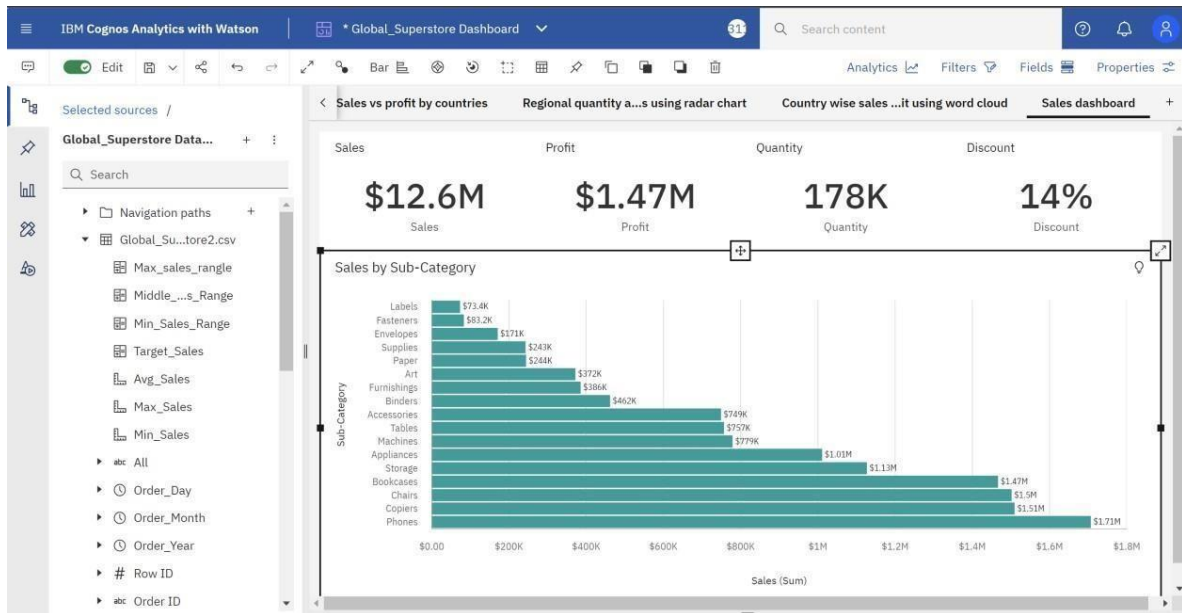 IBM Cognos Analytics with Watson
* Global_Superstore Dashboard
311
Search content
Edit
Bar
Analytics
Filters
Fields
Properties
Selected sources /
Global_Superstore Data...
Search
Navigation paths
Global_Su...tore2.csv
Max_sales_rangle
Middle_...s_Range
Min_Sales_Range
Target_Sales
Avg_Sales
Max_Sales
Min_Sales
abc All
Order_Day
Order_Month
Order_Year
# Row ID
abc Order ID
Sales vs profit by countries
Regional quantity a...s using radar chart
Country wise sales ...it using word cloud
Sales dashboard
Sales
Profit
Quantity
Discount
$12.6M
$1.47M
178K
14%
Sales
Profit
Quantity
Discount
Sales by Sub-Category
Sub-Category
Labels $73.4K
Fasteners $83.2K
Envelopes $171K
Supplies $243K
Paper $244K
Art $372K
Furnishings $386K
Binders $462K
Accessories $749K
Tables $757K
Machines $779K
Appliances $1.01M
Storage $1.13M
Bookcases $1.47M
Chairs $1.5M
Copiers $1.51M
Phones $1.71M
$0.00 $200K $400K $600K $800K $1M $1.2M $1.4M $1.6M $1.8M
Sales (Sum)